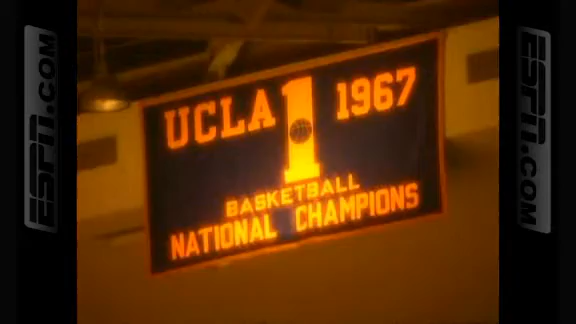 ESPN.COM
UCLA 1 1967
BASKETBALL
NATIONAL CHAMPIONS
ESPN.COM